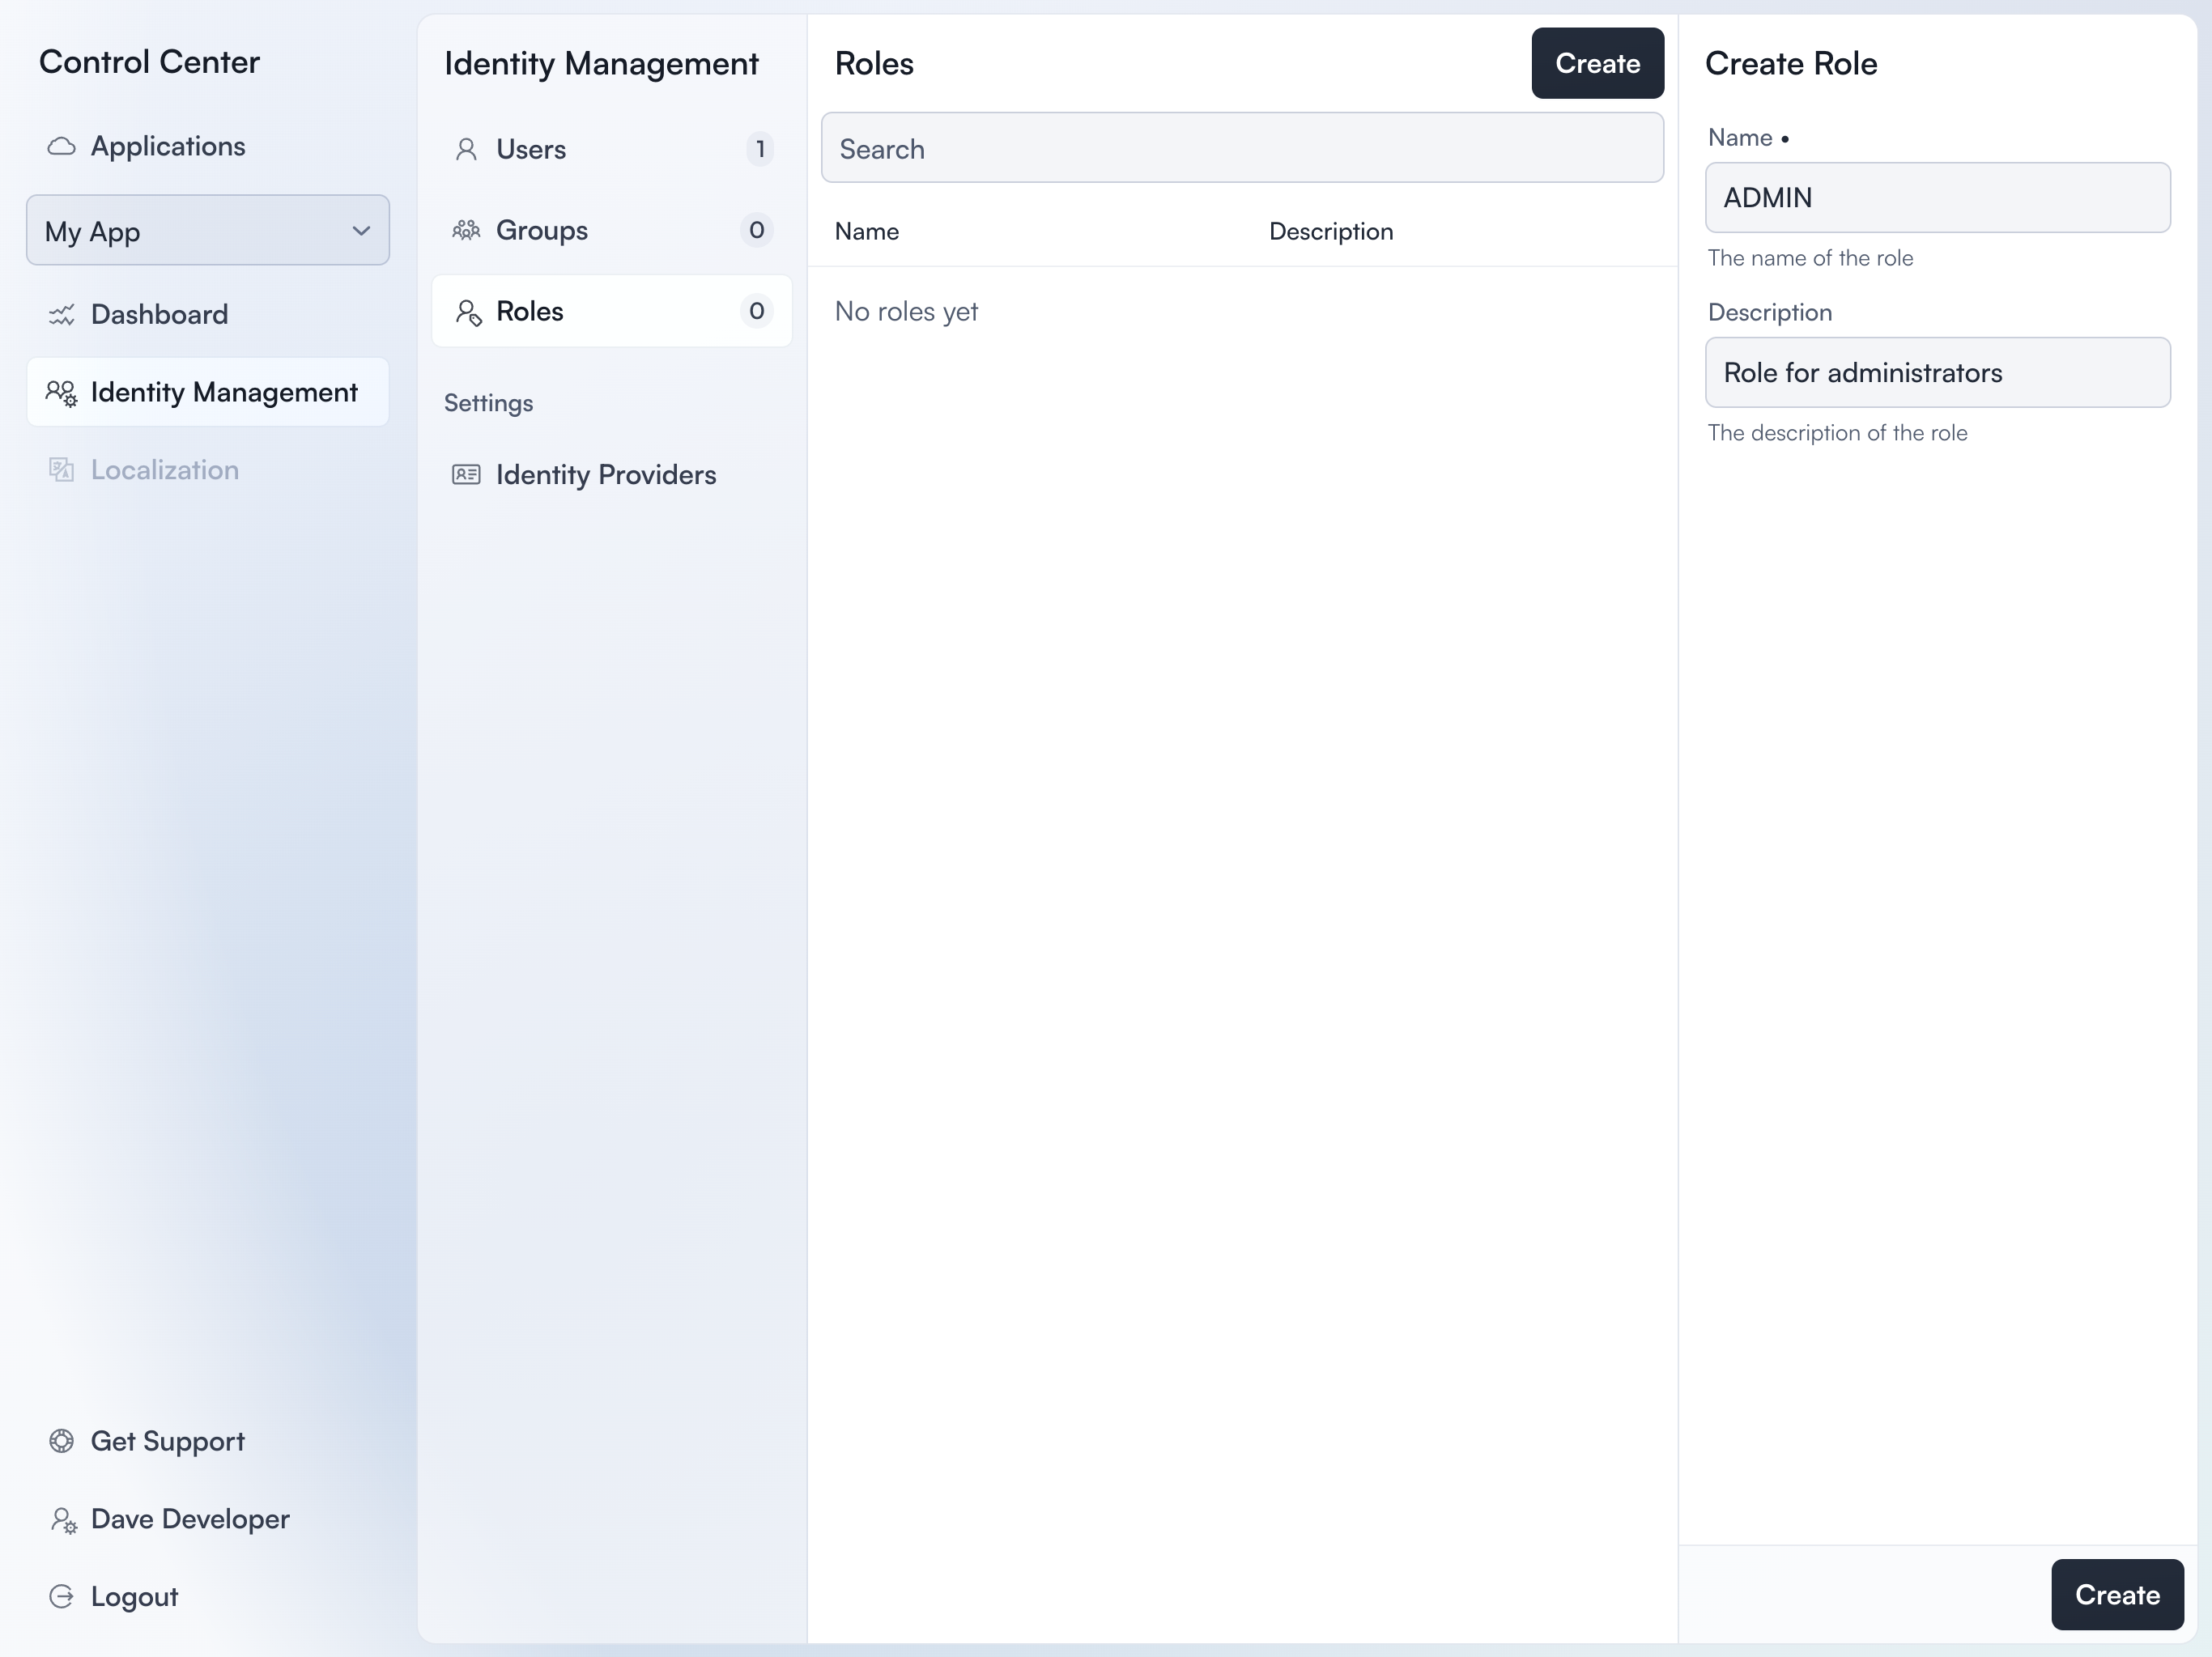 Control Center
Applications
My App
Dashboard
Identity Management
Localization
Get Support
Dave Developer
Logout
Identity Management
Users 1
Groups 0
Roles 0
Settings
Identity Providers
Roles Create
Search
Name Description
No roles yet
Create Role
Name •
ADMIN
The name of the role
Description
Role for administrators
The description of the role
Create